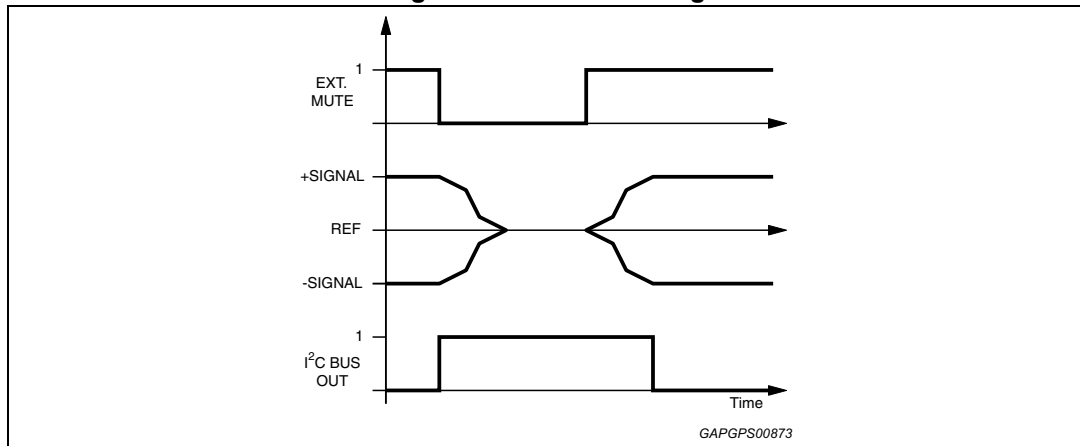 1
EXT.
MUTE
+SIGNAL
REF
-SIGNAL
1
I²C BUS
OUT
Time
GAPGPS00873